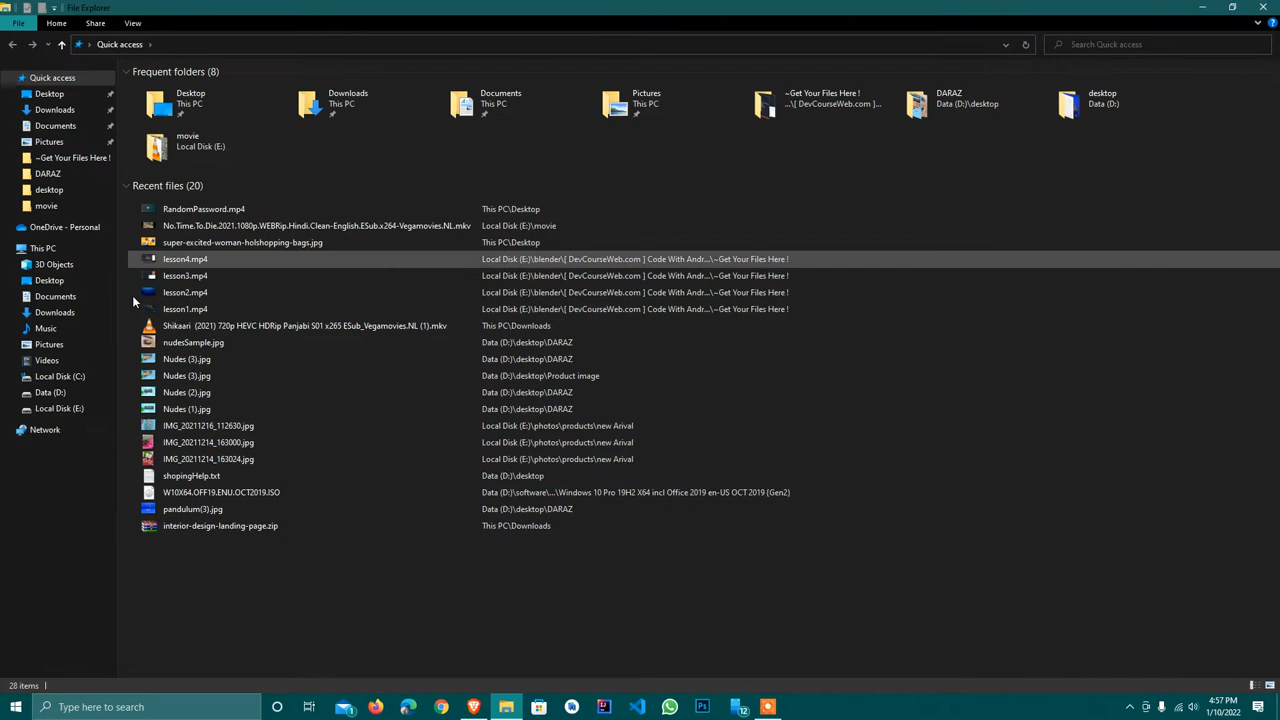 File Explorer
File Home Share View
Quick access
Search Quick access
Quick access
Desktop
Downloads
Documents
Pictures
~Get Your Files Here !
DARAZ
desktop
movie
OneDrive - Personal
This PC
3D Objects
Desktop
Documents
Downloads
Music
Pictures
Videos
Local Disk (C:)
Data (D:)
Local Disk (E:)
Network
Frequent folders (8)
Desktop
This PC
Downloads
This PC
Documents
This PC
Pictures
This PC
~Get Your Files Here !
...\[ DevCourseWeb.com ]...
DARAZ
Data (D:)\desktop
desktop
Data (D:)
movie
Local Disk (E:)
Recent files (20)
RandomPassword.mp4 This PC\Desktop
No.Time.To.Die.2021.1080p.WEBRip.Hindi.Clean-English.ESub.x264-Vegamovies.NL.mkv Local Disk (E:)\movie
super-excited-woman-holshopping-bags.jpg This PC\Desktop
lesson4.mp4 Local Disk (E:)\blender\[ DevCourseWeb.com ] Code With Andr...\~Get Your Files Here !
lesson3.mp4 Local Disk (E:)\blender\[ DevCourseWeb.com ] Code With Andr...\~Get Your Files Here !
lesson2.mp4 Local Disk (E:)\blender\[ DevCourseWeb.com ] Code With Andr...\~Get Your Files Here !
lesson1.mp4 Local Disk (E:)\blender\[ DevCourseWeb.com ] Code With Andr...\~Get Your Files Here !
Shikaari (2021) 720p HEVC HDRip Panjabi S01 x265 ESub_Vegamovies.NL (1).mkv This PC\Downloads
nudesSample.jpg Data (D:)\desktop\DARAZ
Nudes (3).jpg Data (D:)\desktop\DARAZ
Nudes (3).jpg Data (D:)\desktop\Product image
Nudes (2).jpg Data (D:)\desktop\DARAZ
Nudes (1).jpg Data (D:)\desktop\DARAZ
IMG_20211216_112630.jpg Local Disk (E:)\photos\products\new Arival
IMG_20211214_163000.jpg Local Disk (E:)\photos\products\new Arival
IMG_20211214_163024.jpg Local Disk (E:)\photos\products\new Arival
shopingHelp.txt Data (D:)\desktop
W10X64.OFF19.ENU.OCT2019.ISO Data (D:)\software\...\Windows 10 Pro 19H2 X64 incl Office 2019 en-US OCT 2019 {Gen2}
pandulum(3).jpg Data (D:)\desktop\DARAZ
interior-design-landing-page.zip This PC\Downloads
28 items
Type here to search
12
4:57 PM
1/10/2022